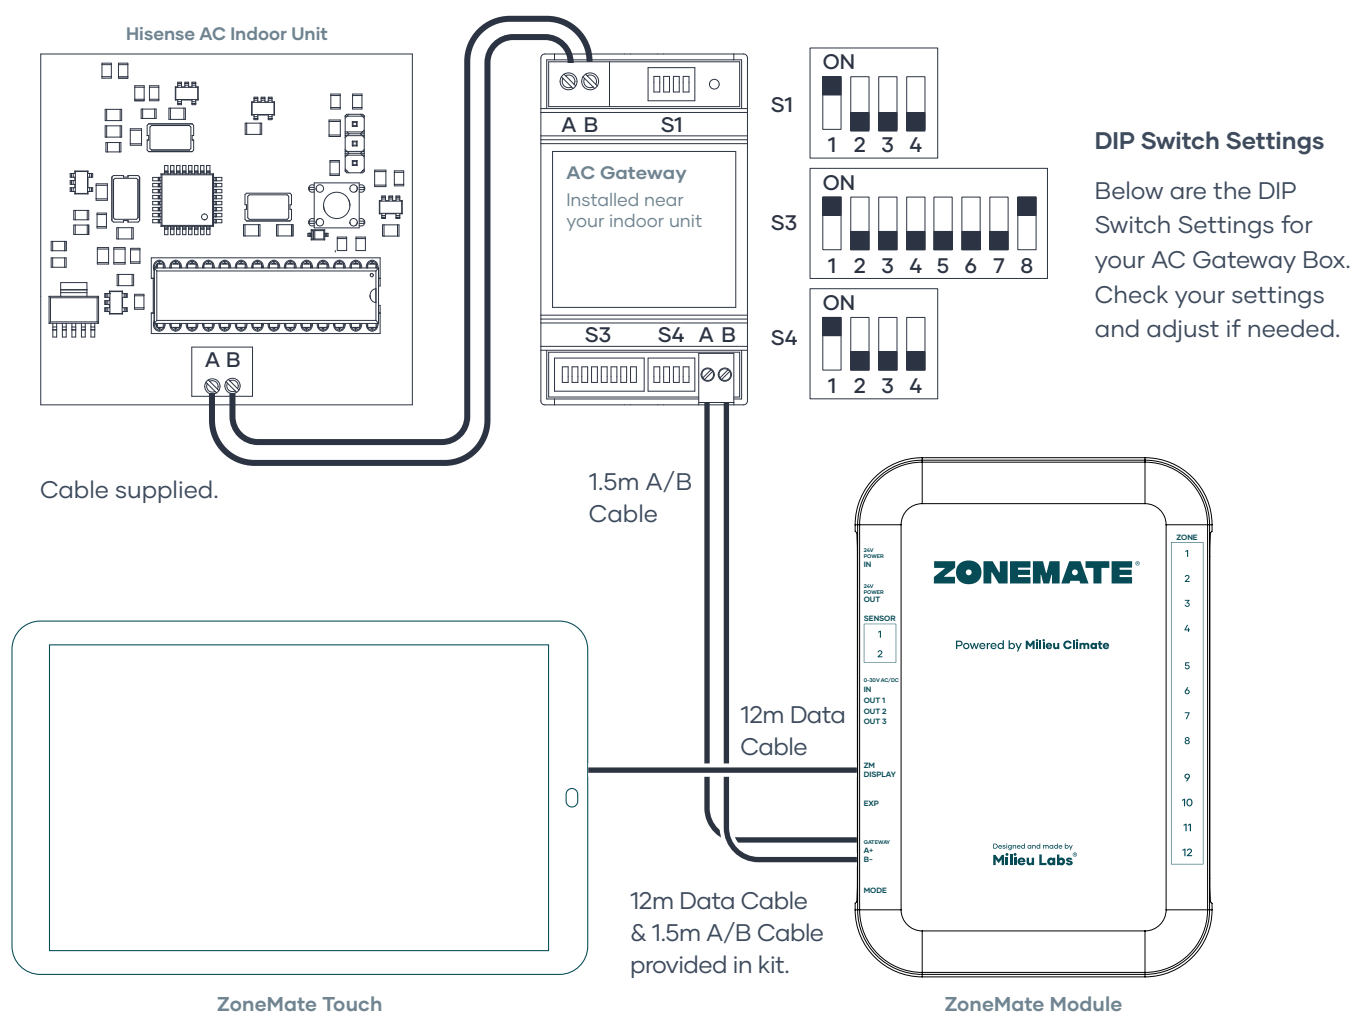 Hisense AC Indoor Unit
A B
Cable supplied.
A B
S1
AC Gateway
Installed near
your indoor unit
S3
S4
A B
S1
ON
1 2 3 4
S3
ON
1 2 3 4 5 6 7 8
S4
ON
1 2 3 4
DIP Switch Settings
Below are the DIP
Switch Settings for
your AC Gateway Box.
Check your settings
and adjust if needed.
1.5m A/B
Cable
12m Data
Cable
12m Data Cable
& 1.5m A/B Cable
provided in kit.
ZoneMate Touch
24V
POWER
IN
24V
POWER
OUT
SENSOR
1
2
0-30V AC/DC
IN
OUT 1
OUT 2
OUT 3
ZM
DISPLAY
EXP
GATEWAY
A+
B-
MODE
ZONEMATE®
Powered by Milieu Climate
Designed and made by
Milieu Labs®
ZONE
1
2
3
4
5
6
7
8
9
10
11
12
ZoneMate Module